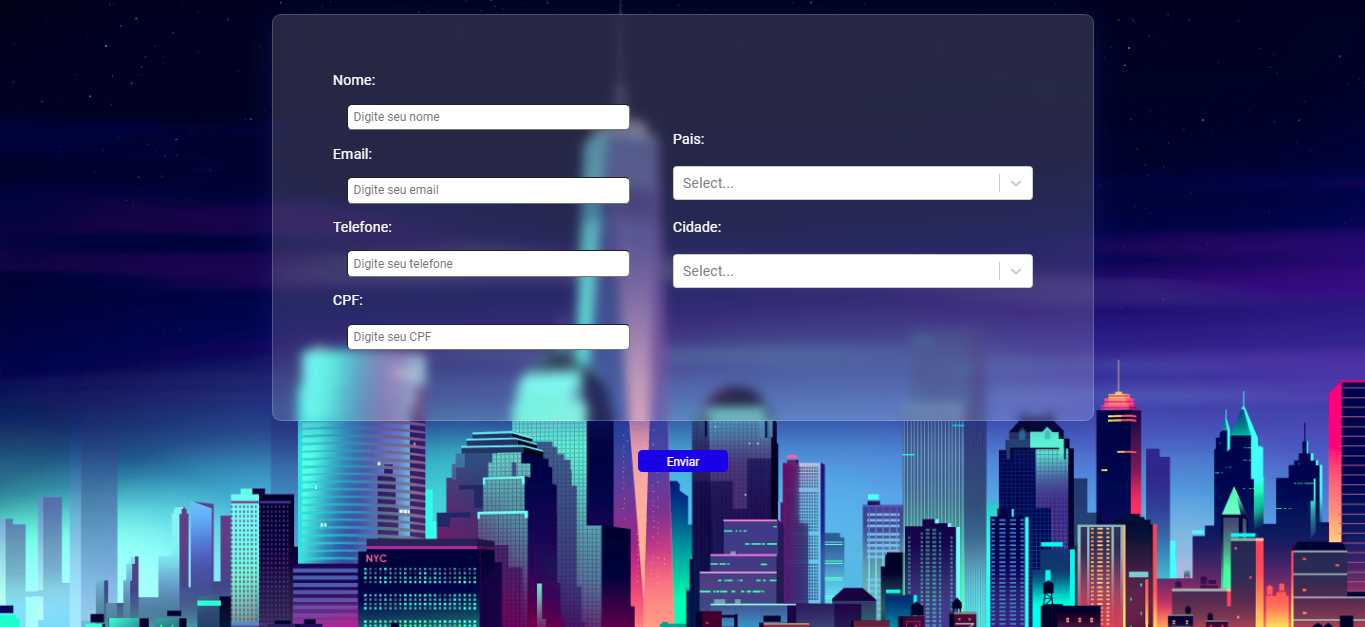 Nome:
Digite seu nome
Email:
Digite seu email
Telefone:
Digite seu telefone
CPF:
Digite seu CPF
Pais:
Select...
Cidade:
Select...
Enviar
NYC